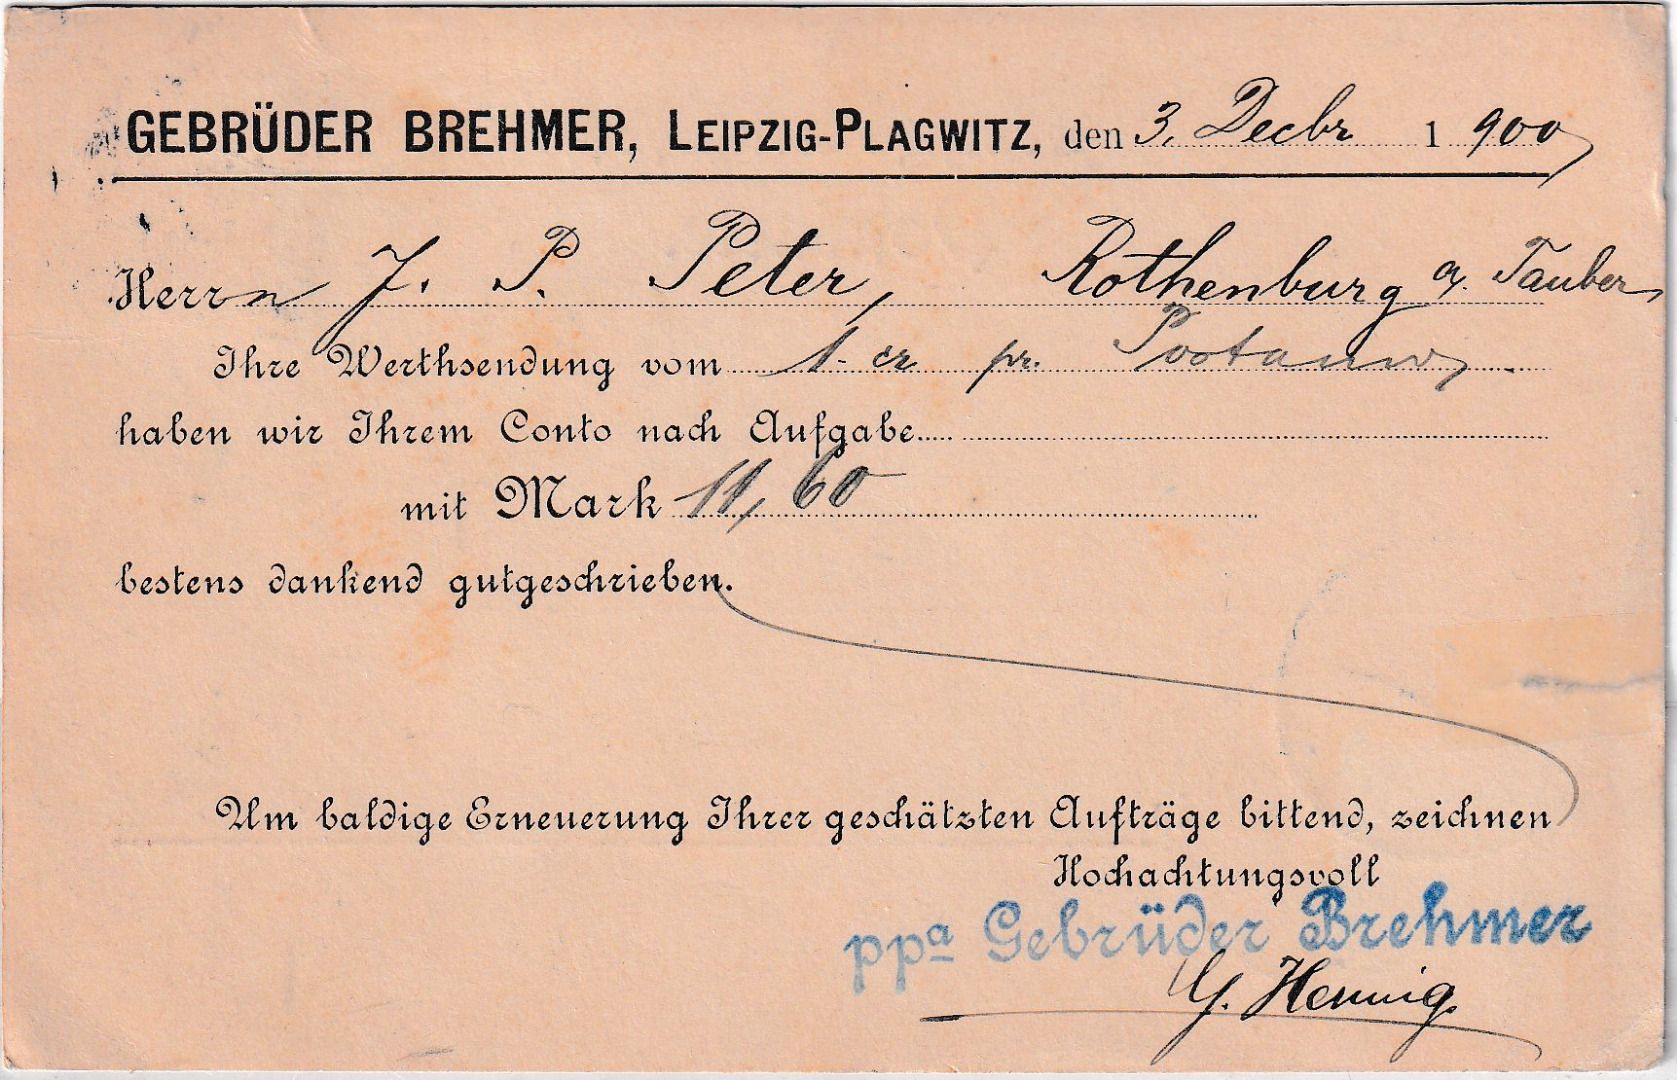 GEBRÜDER BREHMER, LEIPZIG-PLAGWITZ, den 3. Decbr 1900
Herrn J. P. Peter, Rothenburg a. Tauber
Ihre Werthsendung vom 1. cr pr. Postanw.
haben wir Ihrem Conto nach Aufgabe
mit Mark 11,60
bestens dankend gutgeschrieben.
Um baldige Erneuerung Ihrer geschätzten Aufträge bittend, zeichnen
Hochachtungsvoll
ppa Gebrüder Brehmer
G. Hennig